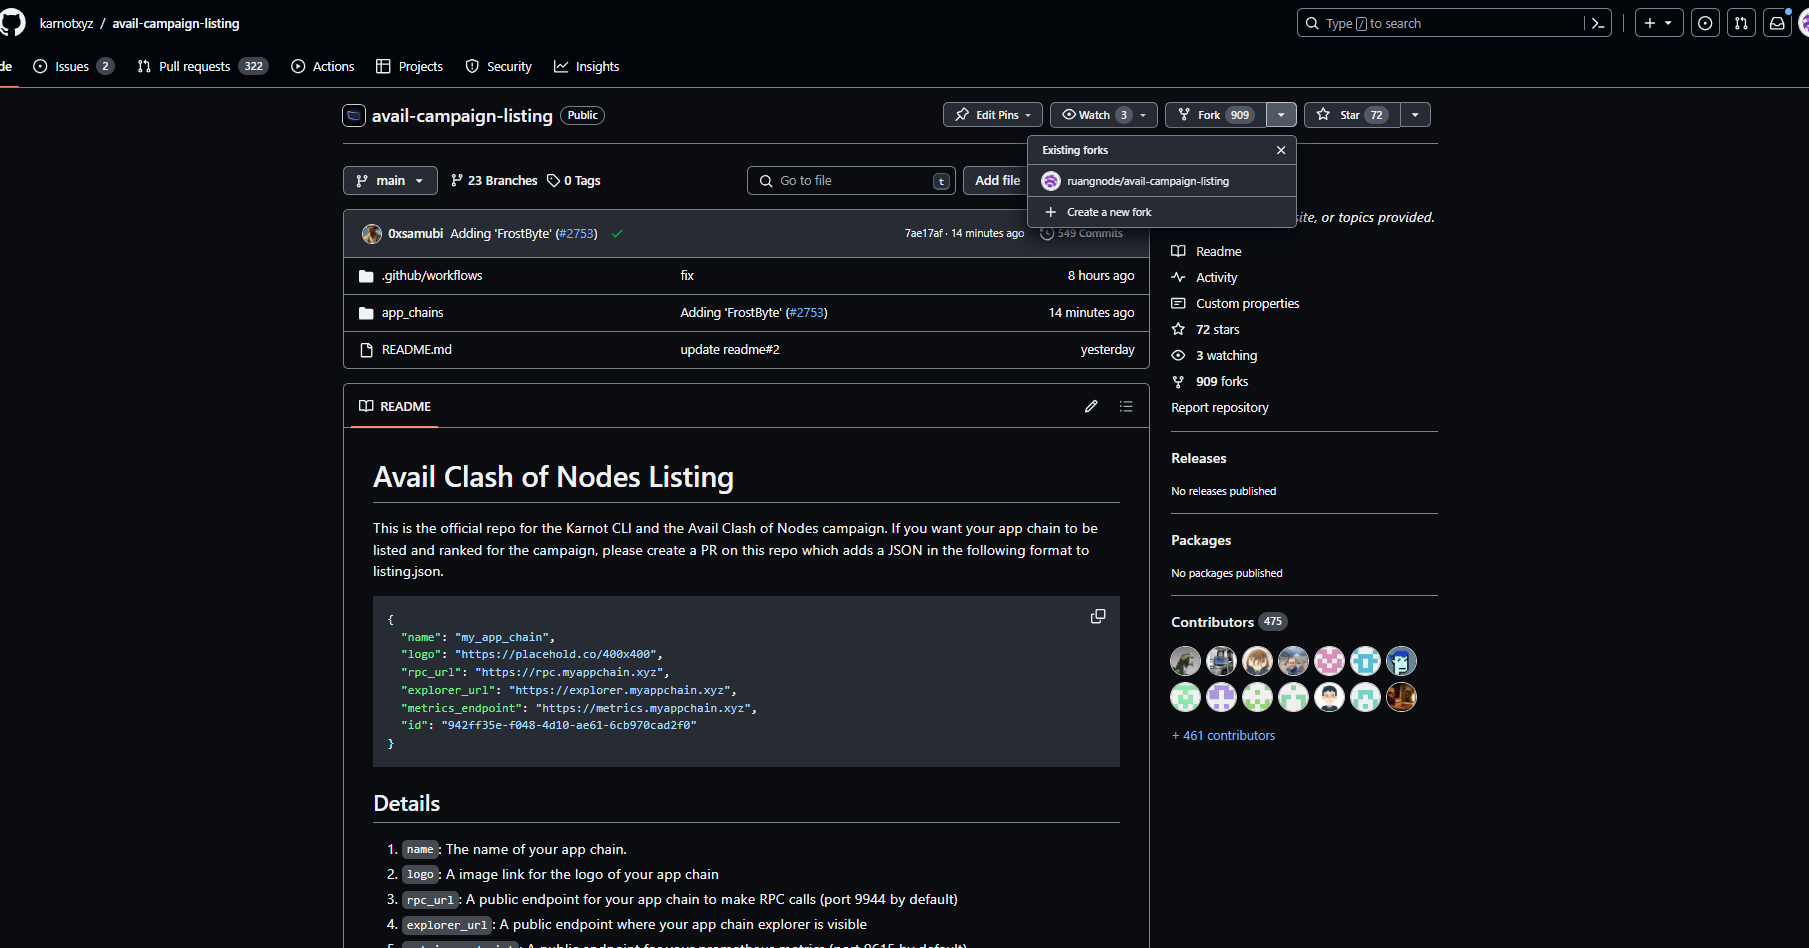 karnotxyz / avail-campaign-listing
Type / to search
de Issues 2 Pull requests 322 Actions Projects Security Insights
avail-campaign-listing Public
Edit Pins Watch 3 Fork 909 Star 72
Existing forks
ruangnode/avail-campaign-listing
Create a new fork
main 23 Branches 0 Tags Go to file t Add file
0xsamubi Adding 'FrostByte' (#2753) 7ae17af · 14 minutes ago 549 Commits
.github/workflows fix 8 hours ago
app_chains Adding 'FrostByte' (#2753) 14 minutes ago
README.md update readme#2 yesterday
README
Avail Clash of Nodes Listing
This is the official repo for the Karnot CLI and the Avail Clash of Nodes campaign. If you want your app chain to be
listed and ranked for the campaign, please create a PR on this repo which adds a JSON in the following format to
listing.json.
{
"name": "my_app_chain",
"logo": "https://placehold.co/400x400",
"rpc_url": "https://rpc.myappchain.xyz",
"explorer_url": "https://explorer.myappchain.xyz",
"metrics_endpoint": "https://metrics.myappchain.xyz",
"id": "942ff35e-f048-4d10-ae61-6cb970cad2f0"
}
Details
1. name: The name of your app chain.
2. logo: A image link for the logo of your app chain
3. rpc_url: A public endpoint for your app chain to make RPC calls (port 9944 by default)
4. explorer_url: A public endpoint where your app chain explorer is visible
5. metrics_endpoint: A public endpoint for your prometheus metrics (port 9615 by default)
site, or topics provided.
Readme
Activity
Custom properties
72 stars
3 watching
909 forks
Report repository
Releases
No releases published
Packages
No packages published
Contributors 475
+ 461 contributors